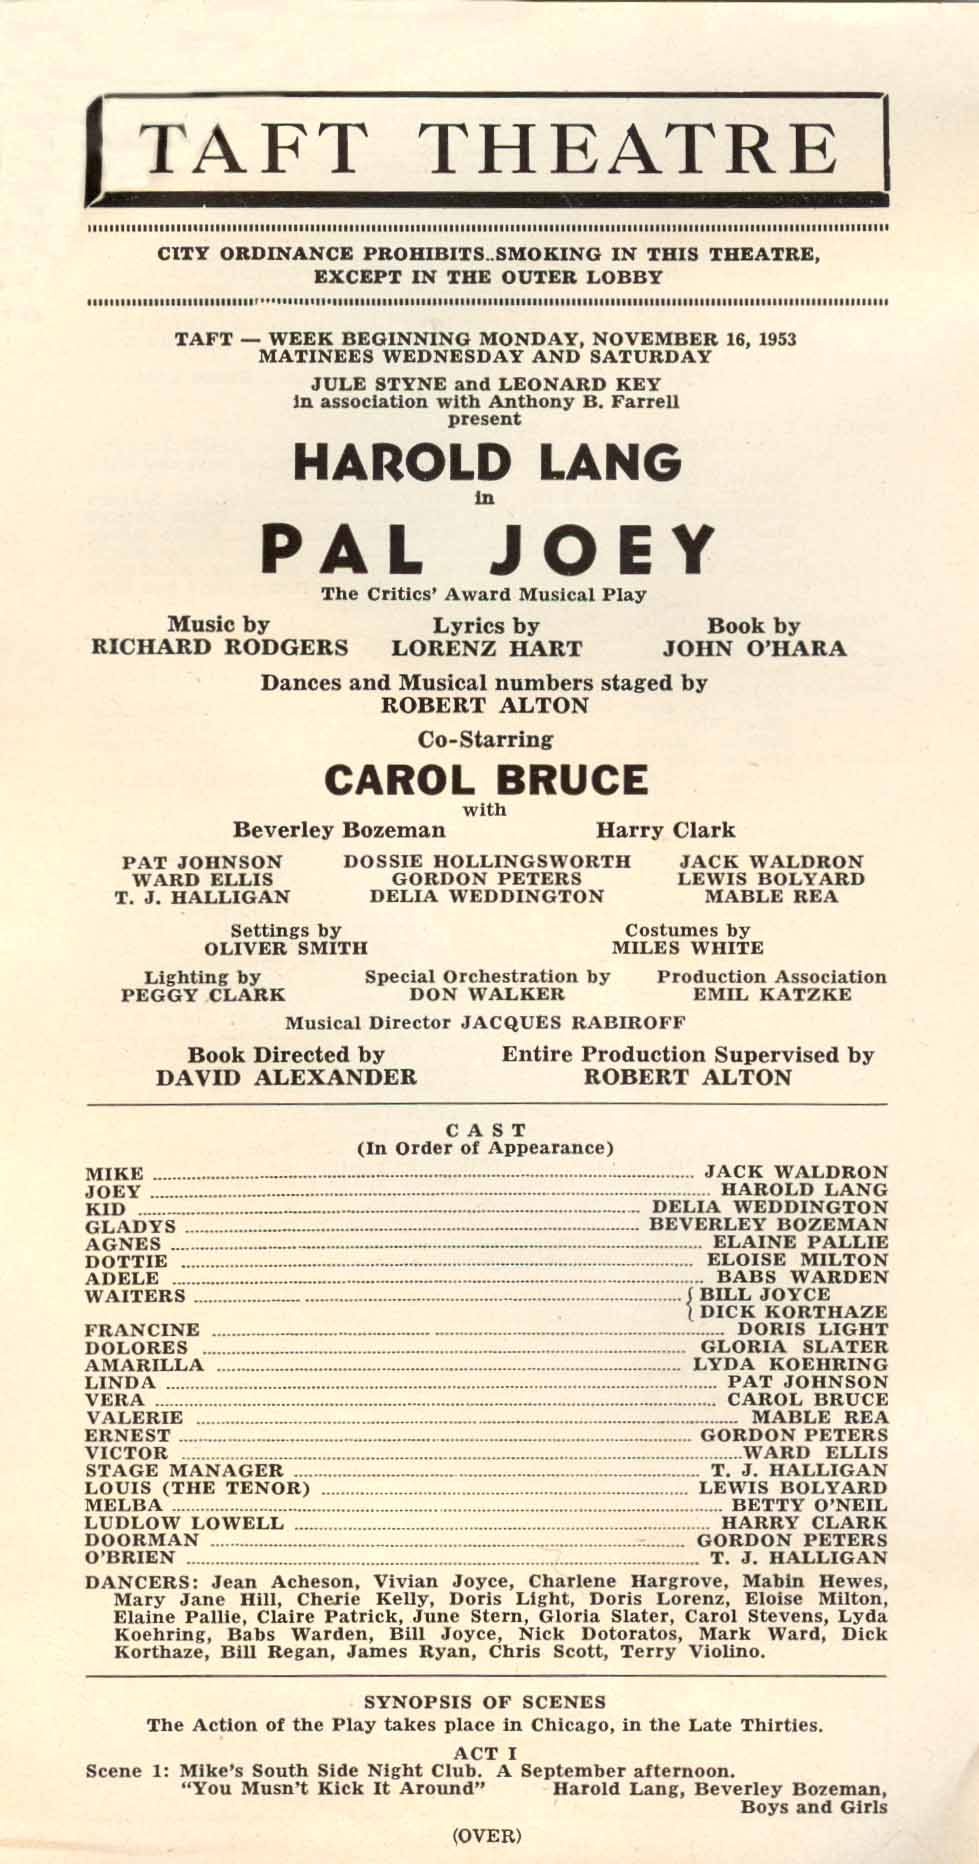 TAFT THEATRE
CITY ORDINANCE PROHIBITS..SMOKING IN THIS THEATRE,
EXCEPT IN THE OUTER LOBBY
TAFT — WEEK BEGINNING MONDAY, NOVEMBER 16, 1953
MATINEES WEDNESDAY AND SATURDAY
JULE STYNE and LEONARD KEY
in association with Anthony B. Farrell
present
HAROLD LANG
in
PAL JOEY
The Critics' Award Musical Play
Music by Lyrics by Book by
RICHARD RODGERS LORENZ HART JOHN O'HARA
Dances and Musical numbers staged by
ROBERT ALTON
Co-Starring
CAROL BRUCE
with
Beverley Bozeman Harry Clark
PAT JOHNSON DOSSIE HOLLINGSWORTH JACK WALDRON
WARD ELLIS GORDON PETERS LEWIS BOLYARD
T. J. HALLIGAN DELIA WEDDINGTON MABLE REA
Settings by Costumes by
OLIVER SMITH MILES WHITE
Lighting by Special Orchestration by Production Association
PEGGY CLARK DON WALKER EMIL KATZKE
Musical Director JACQUES RABIROFF
Book Directed by Entire Production Supervised by
DAVID ALEXANDER ROBERT ALTON
CAST
(In Order of Appearance)
MIKE JACK WALDRON
JOEY HAROLD LANG
KID DELIA WEDDINGTON
GLADYS BEVERLEY BOZEMAN
AGNES ELAINE PALLIE
DOTTIE ELOISE MILTON
ADELE BABS WARDEN
WAITERS { BILL JOYCE
DICK KORTHAZE
FRANCINE DORIS LIGHT
DOLORES GLORIA SLATER
AMARILLA LYDA KOEHRING
LINDA PAT JOHNSON
VERA CAROL BRUCE
VALERIE MABLE REA
ERNEST GORDON PETERS
VICTOR WARD ELLIS
STAGE MANAGER T. J. HALLIGAN
LOUIS (THE TENOR) LEWIS BOLYARD
MELBA BETTY O'NEIL
LUDLOW LOWELL HARRY CLARK
DOORMAN GORDON PETERS
O'BRIEN T. J. HALLIGAN
DANCERS: Jean Acheson, Vivian Joyce, Charlene Hargrove, Mabin Hewes,
Mary Jane Hill, Cherie Kelly, Doris Light, Doris Lorenz, Eloise Milton,
Elaine Pallie, Claire Patrick, June Stern, Gloria Slater, Carol Stevens, Lyda
Koehring, Babs Warden, Bill Joyce, Nick Dotoratos, Mark Ward, Dick
Korthaze, Bill Regan, James Ryan, Chris Scott, Terry Violino.
SYNOPSIS OF SCENES
The Action of the Play takes place in Chicago, in the Late Thirties.
ACT I
Scene 1: Mike's South Side Night Club. A September afternoon.
"You Musn't Kick It Around" Harold Lang, Beverley Bozeman,
Boys and Girls
(OVER)